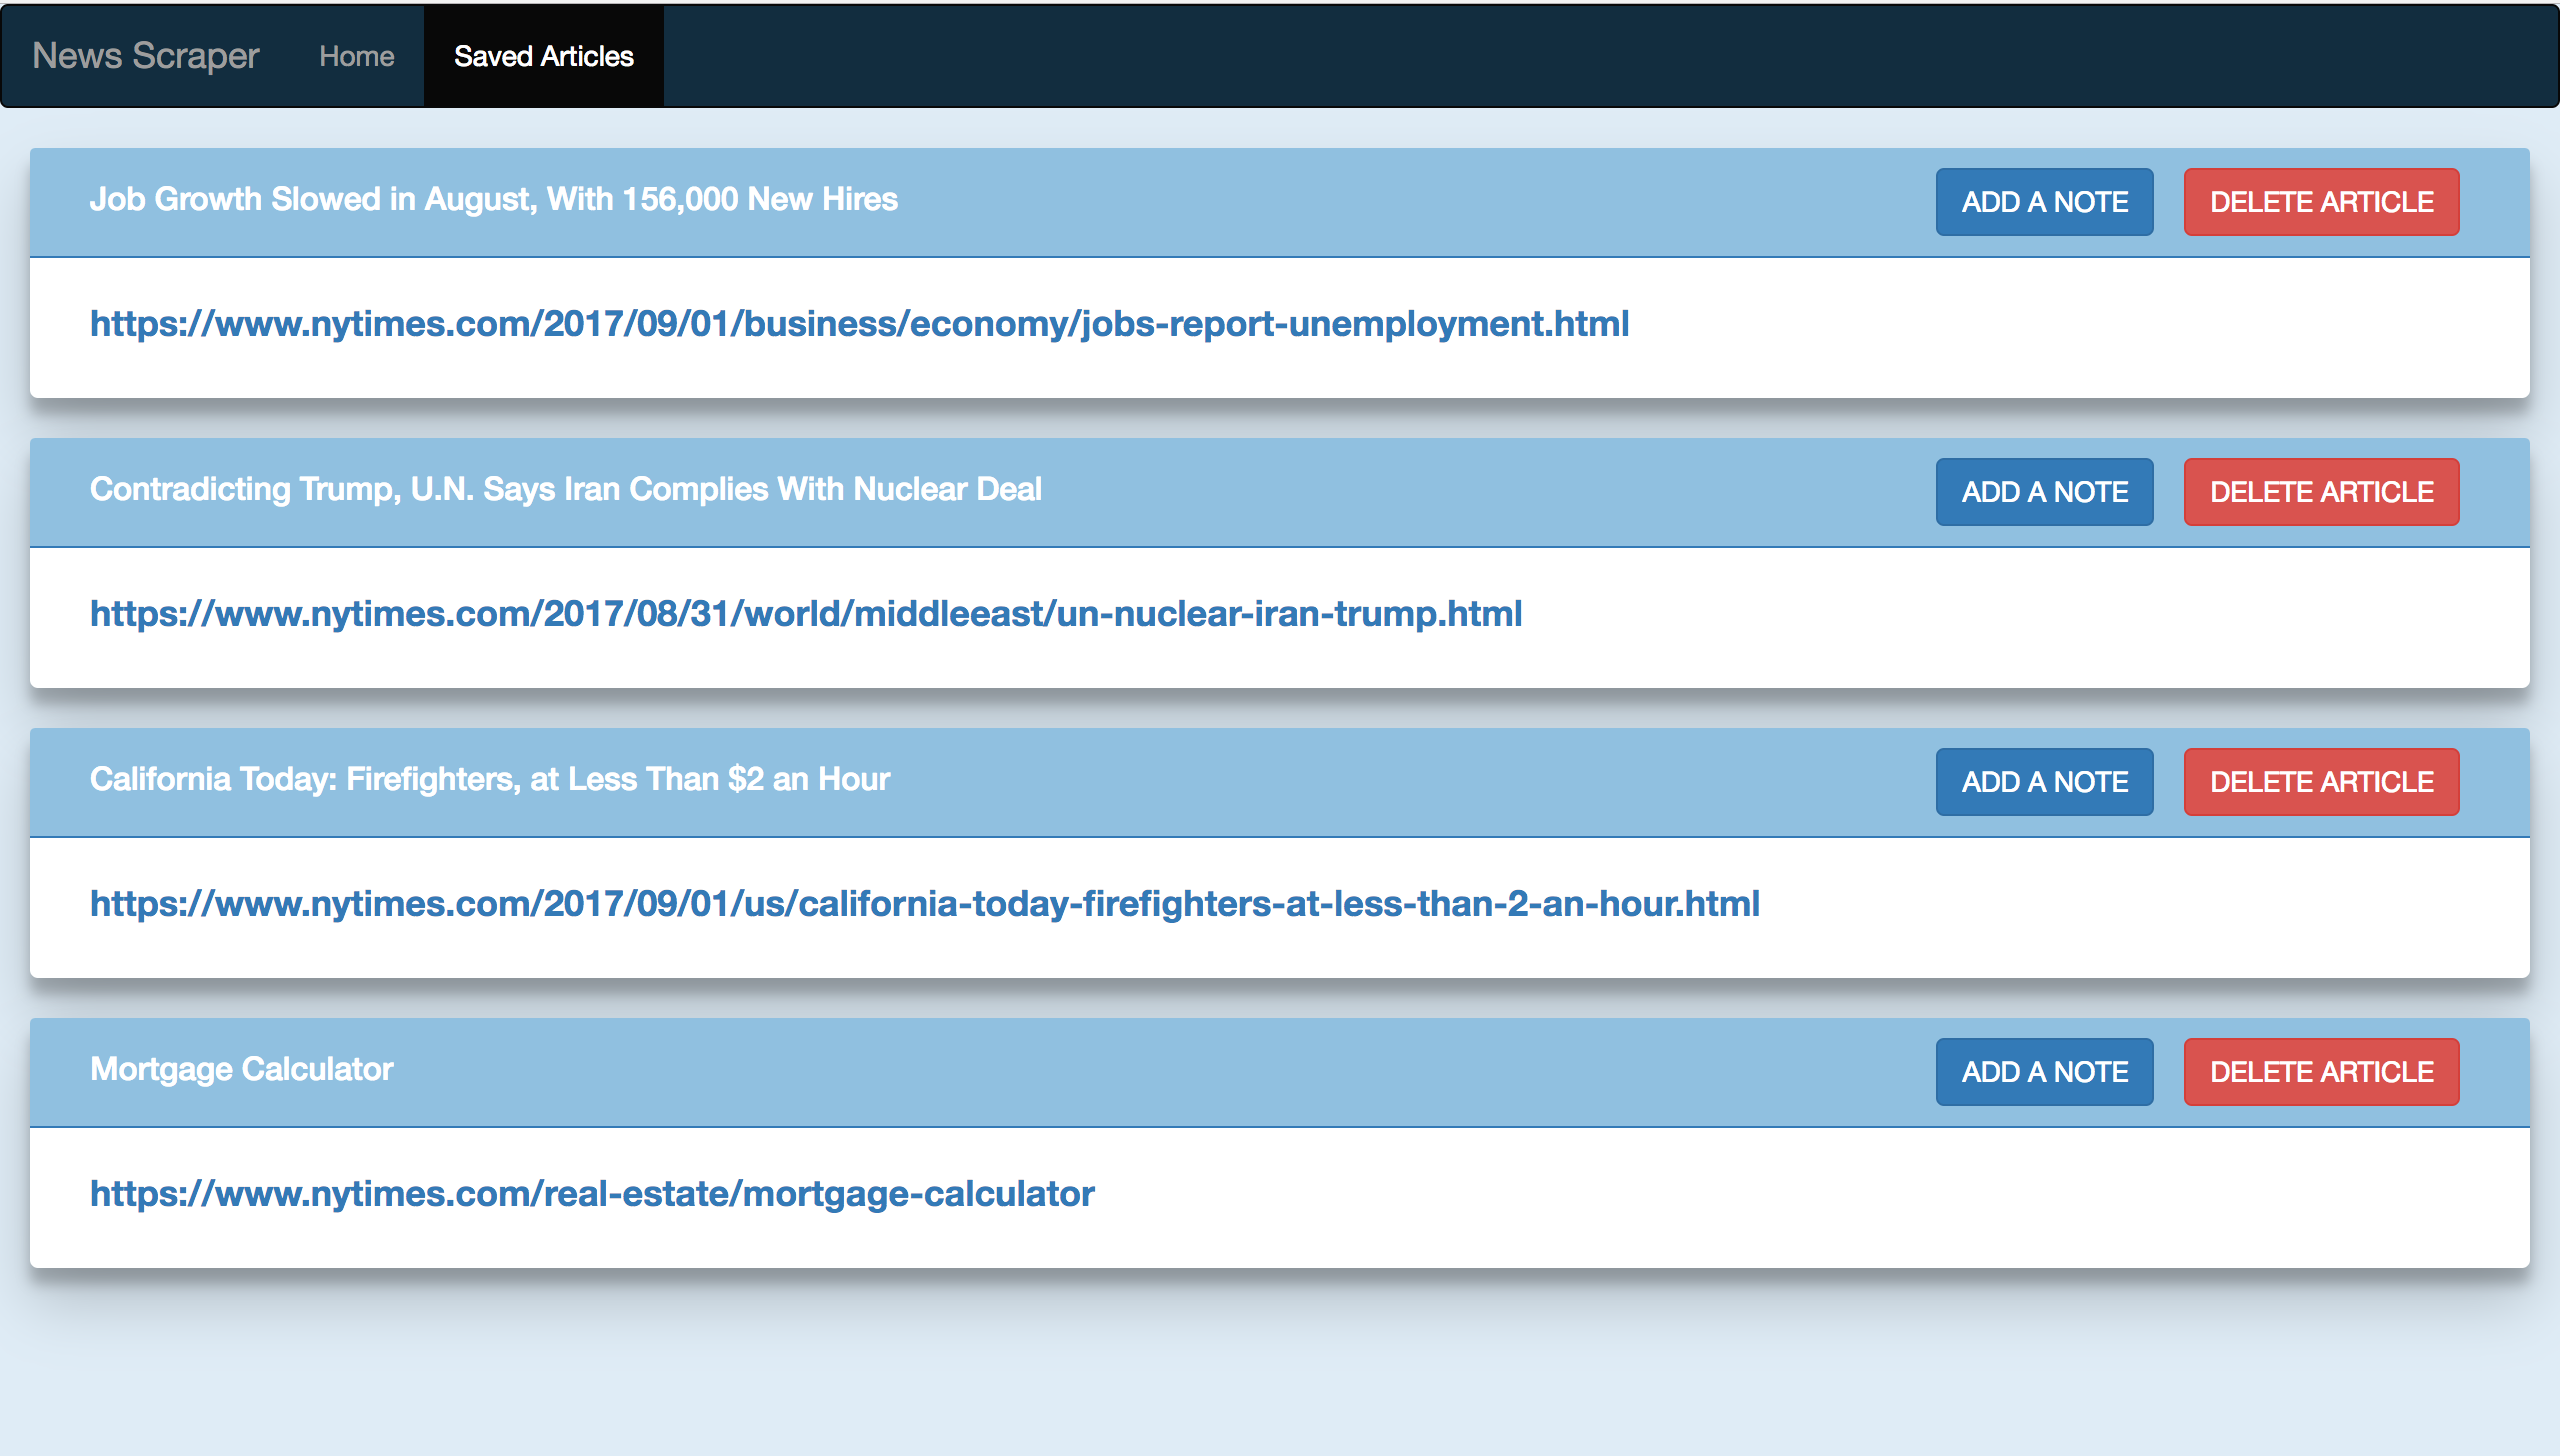 News Scraper Home Saved Articles
Job Growth Slowed in August, With 156,000 New Hires ADD A NOTE DELETE ARTICLE
https://www.nytimes.com/2017/09/01/business/economy/jobs-report-unemployment.html
Contradicting Trump, U.N. Says Iran Complies With Nuclear Deal ADD A NOTE DELETE ARTICLE
https://www.nytimes.com/2017/08/31/world/middleeast/un-nuclear-iran-trump.html
California Today: Firefighters, at Less Than $2 an Hour ADD A NOTE DELETE ARTICLE
https://www.nytimes.com/2017/09/01/us/california-today-firefighters-at-less-than-2-an-hour.html
Mortgage Calculator ADD A NOTE DELETE ARTICLE
https://www.nytimes.com/real-estate/mortgage-calculator